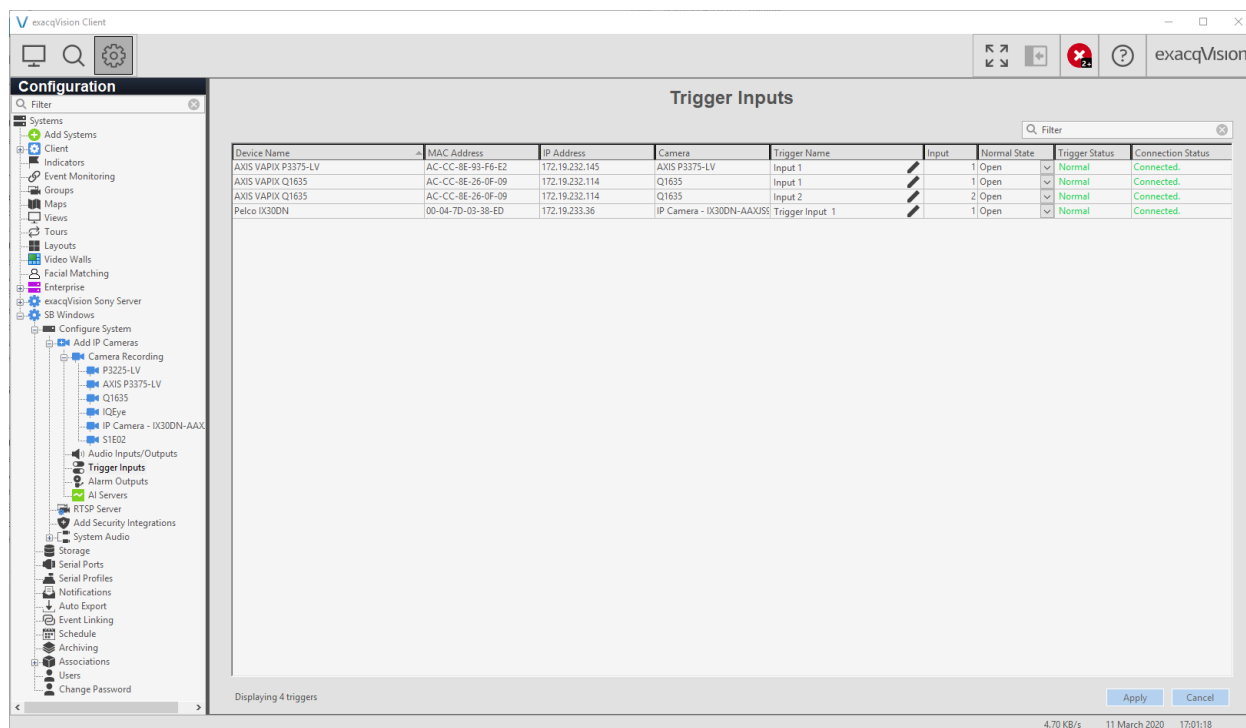 exacqVision Client
2+
?
exacqVision
Configuration
Filter
Systems
Add Systems
Client
Indicators
Event Monitoring
Groups
Maps
Views
Tours
Layouts
Video Walls
Facial Matching
Enterprise
exacqVision Sony Server
SB Windows
Configure System
Add IP Cameras
Camera Recording
P3225-LV
AXIS P3375-LV
Q1635
IQEye
IP Camera - IX30DN-AAX
S1E02
Audio Inputs/Outputs
Trigger Inputs
Alarm Outputs
AI Servers
RTSP Server
Add Security Integrations
System Audio
Storage
Serial Ports
Serial Profiles
Notifications
Auto Export
Event Linking
Schedule
Archiving
Associations
Users
Change Password
Trigger Inputs
Filter
Device Name MAC Address IP Address Camera Trigger Name Input Normal State Trigger Status Connection Status
AXIS VAPIX P3375-LV AC-CC-8E-93-F6-E2 172.19.232.145 AXIS P3375-LV Input 1 1 Open Normal Connected.
AXIS VAPIX Q1635 AC-CC-8E-26-0F-09 172.19.232.114 Q1635 Input 1 1 Open Normal Connected.
AXIS VAPIX Q1635 AC-CC-8E-26-0F-09 172.19.232.114 Q1635 Input 2 2 Open Normal Connected.
Pelco IX30DN 00-04-7D-03-38-ED 172.19.233.36 IP Camera - IX30DN-AAXJS9 Trigger Input 1 1 Open Normal Connected.
Displaying 4 triggers
Apply Cancel
4.70 KB/s 11 March 2020 17:01:18